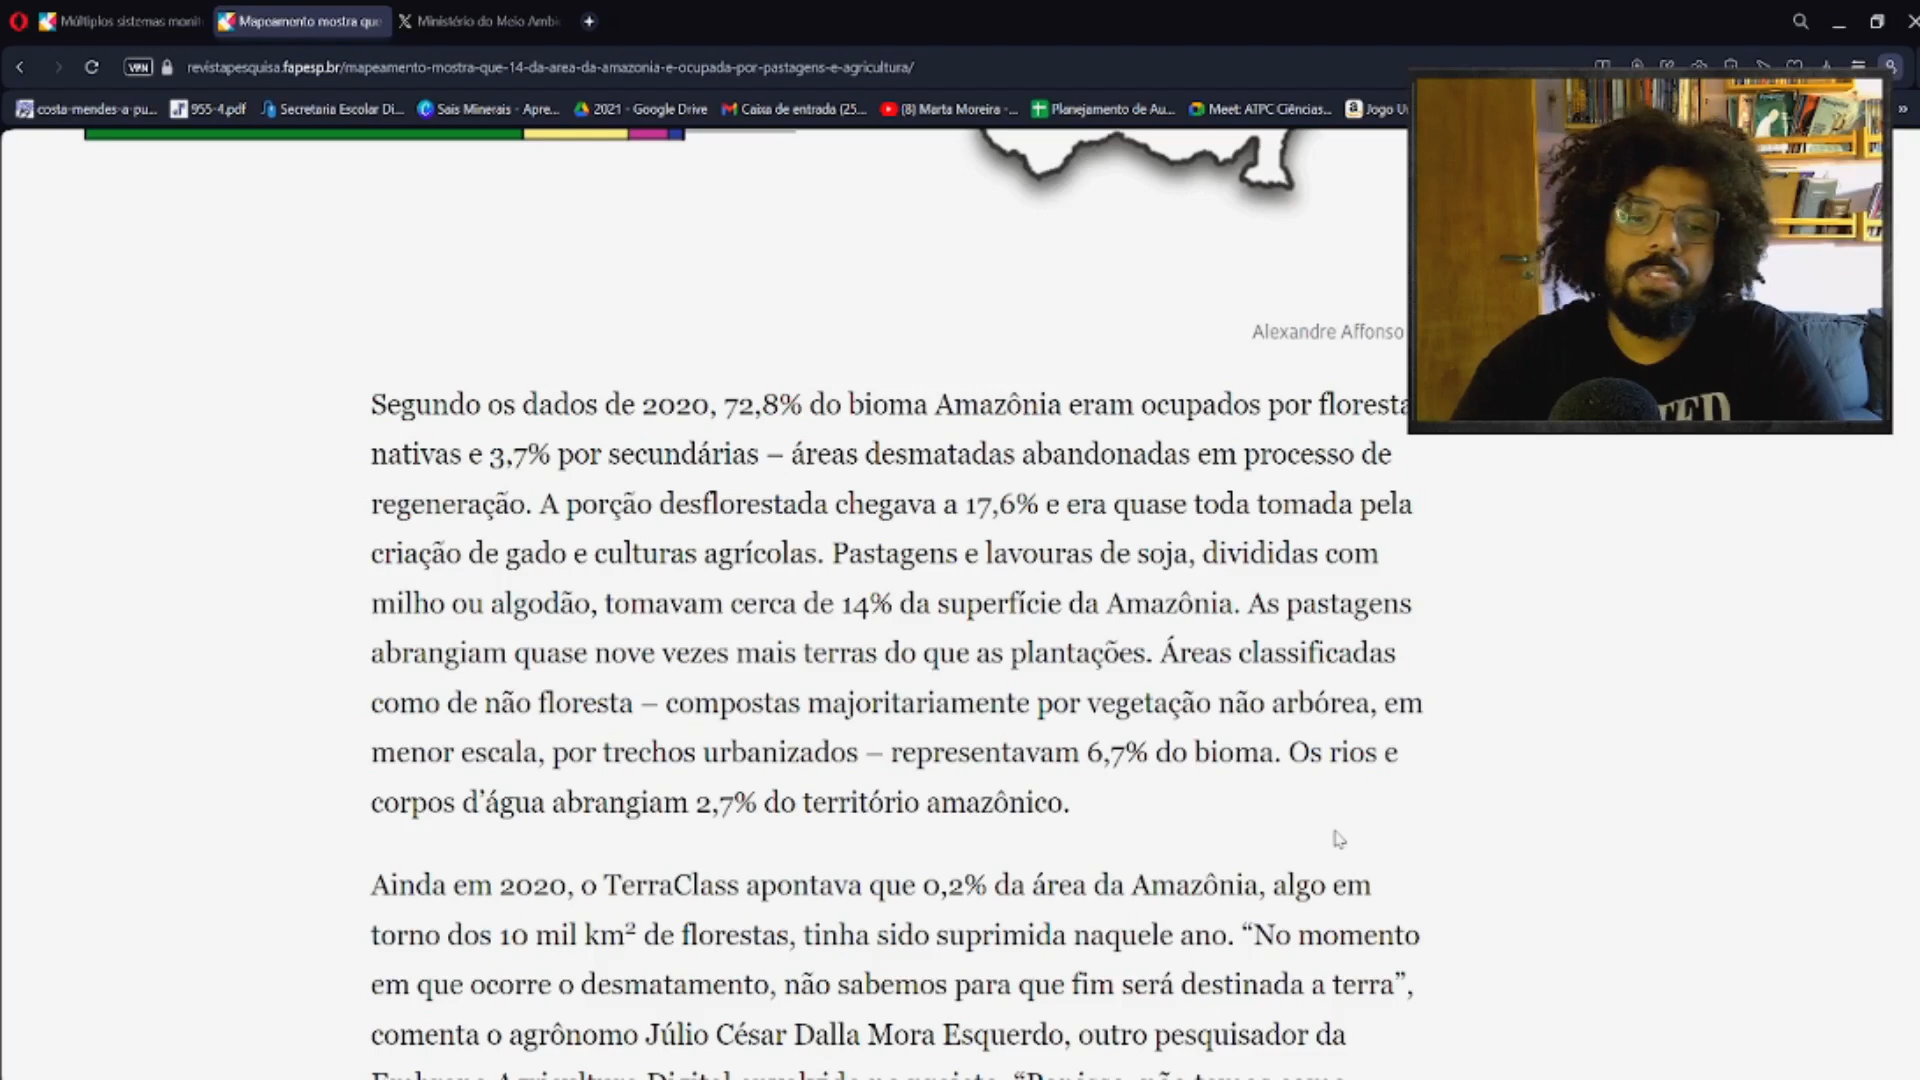 Múltiplos sistemas monit
Mapeamento mostra que
Ministério do Meio Ambi
VPN
revistapesquisa.fapesp.br/mapeamento-mostra-que-14-da-area-da-amazonia-e-ocupada-por-pastagens-e-agricultura/
costa-mendes-a-pu...
955-4.pdf
Secretaria Escolar Di...
Sais Minerais - Apre...
2021 - Google Drive
Caixa de entrada (25...
(8) Marta Moreira -...
Planejamento de Au...
Meet: ATPC Ciências...
Jogo U
Alexandre Affonso
Segundo os dados de 2020, 72,8% do bioma Amazônia eram ocupados por floresta
nativas e 3,7% por secundárias – áreas desmatadas abandonadas em processo de
regeneração. A porção desflorestada chegava a 17,6% e era quase toda tomada pela
criação de gado e culturas agrícolas. Pastagens e lavouras de soja, divididas com
milho ou algodão, tomavam cerca de 14% da superfície da Amazônia. As pastagens
abrangiam quase nove vezes mais terras do que as plantações. Áreas classificadas
como de não floresta – compostas majoritariamente por vegetação não arbórea, em
menor escala, por trechos urbanizados – representavam 6,7% do bioma. Os rios e
corpos d’água abrangiam 2,7% do território amazônico.
Ainda em 2020, o TerraClass apontava que 0,2% da área da Amazônia, algo em
torno dos 10 mil km² de florestas, tinha sido suprimida naquele ano. “No momento
em que ocorre o desmatamento, não sabemos para que fim será destinada a terra”,
comenta o agrônomo Júlio César Dalla Mora Esquerdo, outro pesquisador da